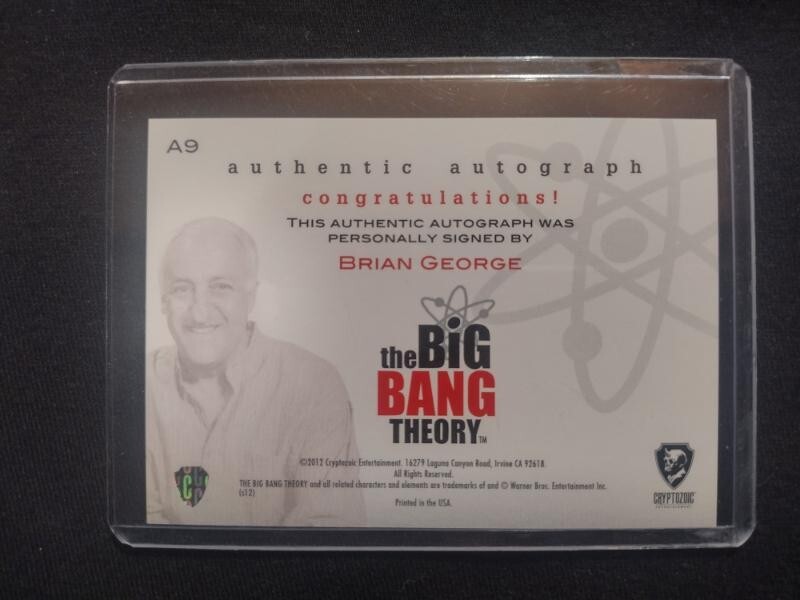 A9
authentic autograph
congratulations!
THIS AUTHENTIC AUTOGRAPH WAS
PERSONALLY SIGNED BY
BRIAN GEORGE
the BiG
BANG
THEORY™
©2012 Cryptozoic Entertainment. 16279 Laguna Canyon Road, Irvine CA 92618.
All Rights Reserved.
THE BIG BANG THEORY and all related characters and elements are trademarks of and © Warner Bros. Entertainment Inc.
(s12)
Printed in the USA.
CRYPTOZOIC
ENTERTAINMENT